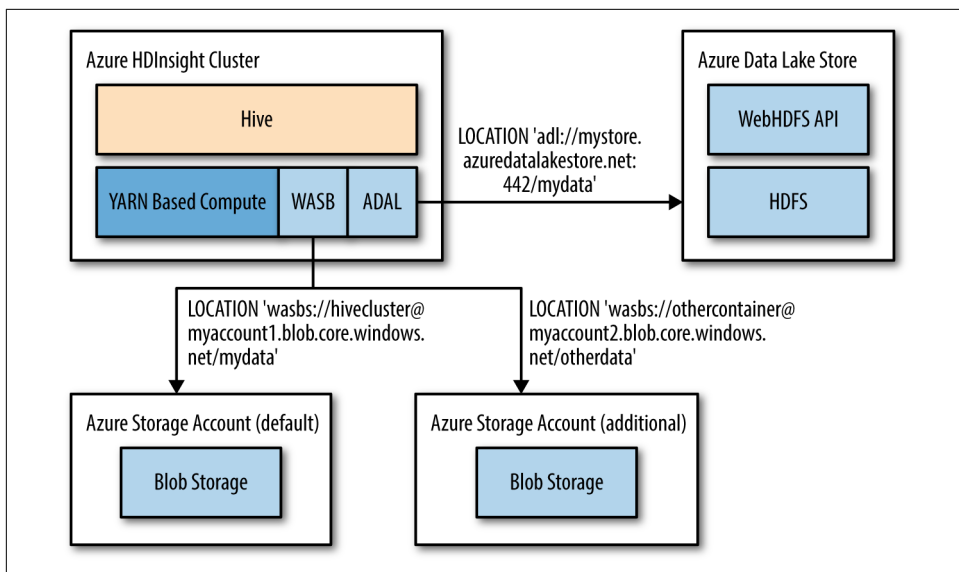 Azure HDInsight Cluster
Hive
YARN Based Compute
WASB
ADAL
LOCATION 'adl://mystore.
azuredatalakestore.net:
442/mydata'
Azure Data Lake Store
WebHDFS API
HDFS
LOCATION 'wasbs://hivecluster@
myaccount1.blob.core.windows.
net/mydata'
LOCATION 'wasbs://othercontainer@
myaccount2.blob.core.windows.
net/otherdata'
Azure Storage Account (default)
Blob Storage
Azure Storage Account (additional)
Blob Storage